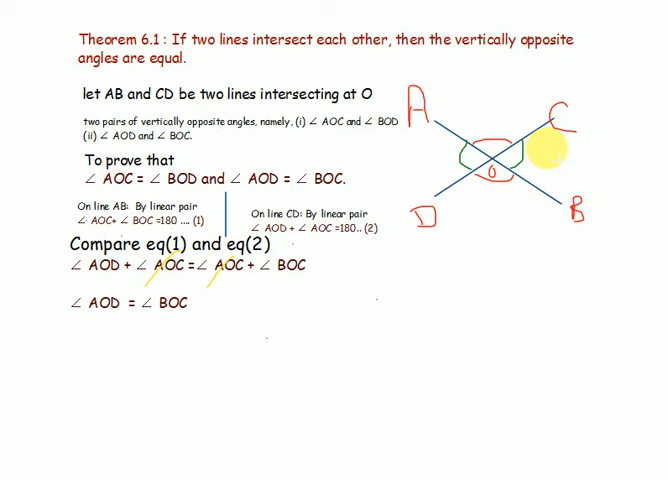 Theorem 6.1 : If two lines intersect each other, then the vertically opposite
angles are equal.
let AB and CD be two lines intersecting at O
two pairs of vertically opposite angles, namely, (i) ∠ AOC and ∠ BOD
(ii) ∠ AOD and ∠ BOC.
To prove that
∠ AOC = ∠ BOD and ∠ AOD = ∠ BOC.
On line AB: By linear pair
∠ AOC+ ∠ BOC =180 .... (1)
On line CD: By linear pair
∠ AOD + ∠ AOC =180.. (2)
Compare eq(1) and eq(2)
∠ AOD + ∠ AOC = ∠ AOC + ∠ BOC
∠ AOD = ∠ BOC
A
C
O
D
B